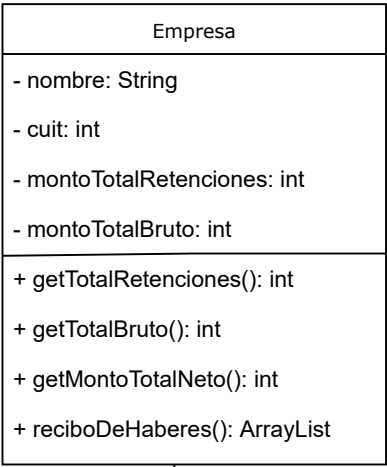 Empresa
- nombre: String
- cuit: int
- montoTotalRetenciones: int
- montoTotalBruto: int
+ getTotalRetenciones(): int
+ getTotalBruto(): int
+ getMontoTotalNeto(): int
+ reciboDeHaberes(): ArrayList